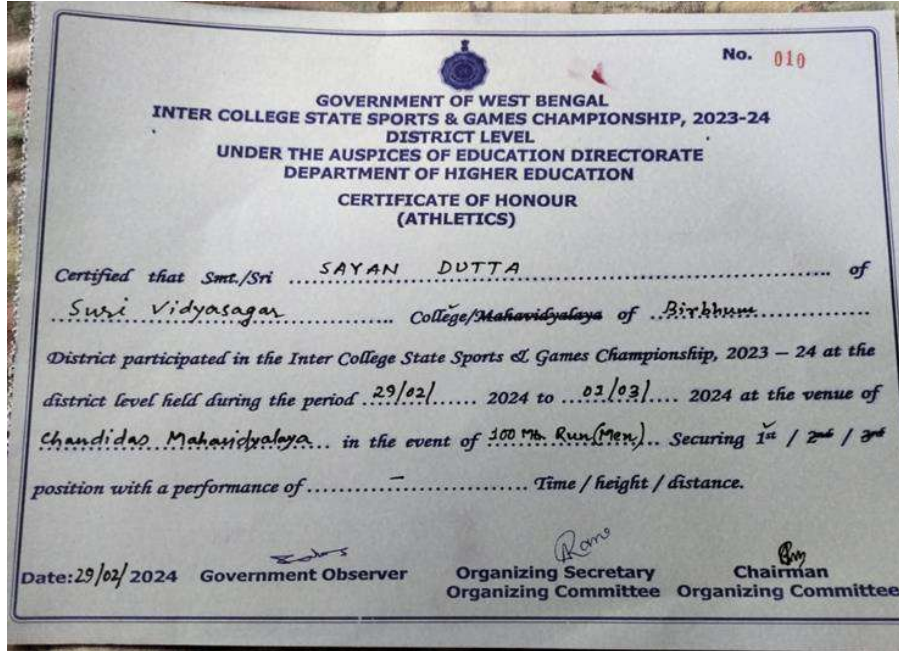 No. 010
GOVERNMENT OF WEST BENGAL
INTER COLLEGE STATE SPORTS & GAMES CHAMPIONSHIP, 2023-24
DISTRICT LEVEL
UNDER THE AUSPICES OF EDUCATION DIRECTORATE
DEPARTMENT OF HIGHER EDUCATION
CERTIFICATE OF HONOUR
(ATHLETICS)
Certified that Smt./Sri SAYAN DUTTA of
Suri Vidyasagar College/Mahavidyalaya of Birbhum
District participated in the Inter College State Sports & Games Championship, 2023 – 24 at the
district level held during the period 29/02/ 2024 to 02/03/ 2024 at the venue of
Chandidas Mahavidyalaya in the event of 100 Mt. Run(Men) Securing 1st / 2nd / 3rd
position with a performance of – Time / height / distance.
Date:29/02/2024 Government Observer Organizing Secretary Chairman
Organizing Committee Organizing Committee